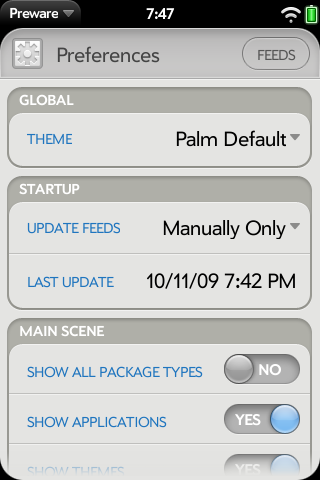 Preware 7:47
Preferences FEEDS
GLOBAL
THEME Palm Default
STARTUP
UPDATE FEEDS Manually Only
LAST UPDATE 10/11/09 7:42 PM
MAIN SCENE
SHOW ALL PACKAGE TYPES NO
SHOW APPLICATIONS YES
SHOW THEMES YES